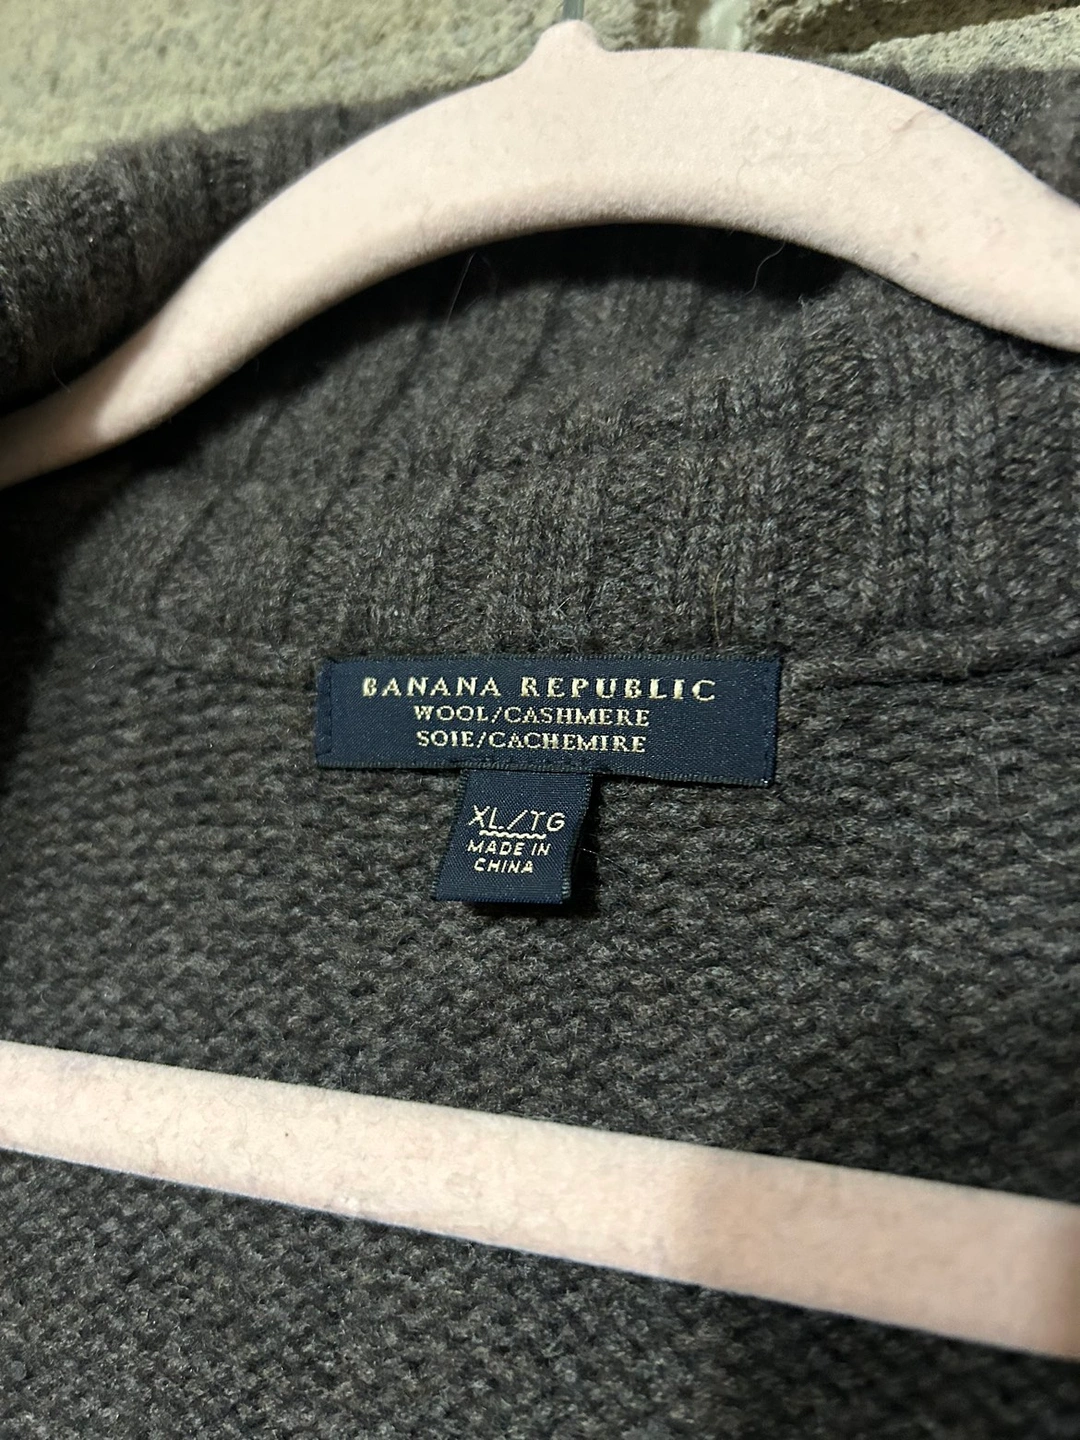 BANANA REPUBLIC
WOOL/CASHMERE
SOIE/CACHEMIRE
XL/TG
MADE IN
CHINA